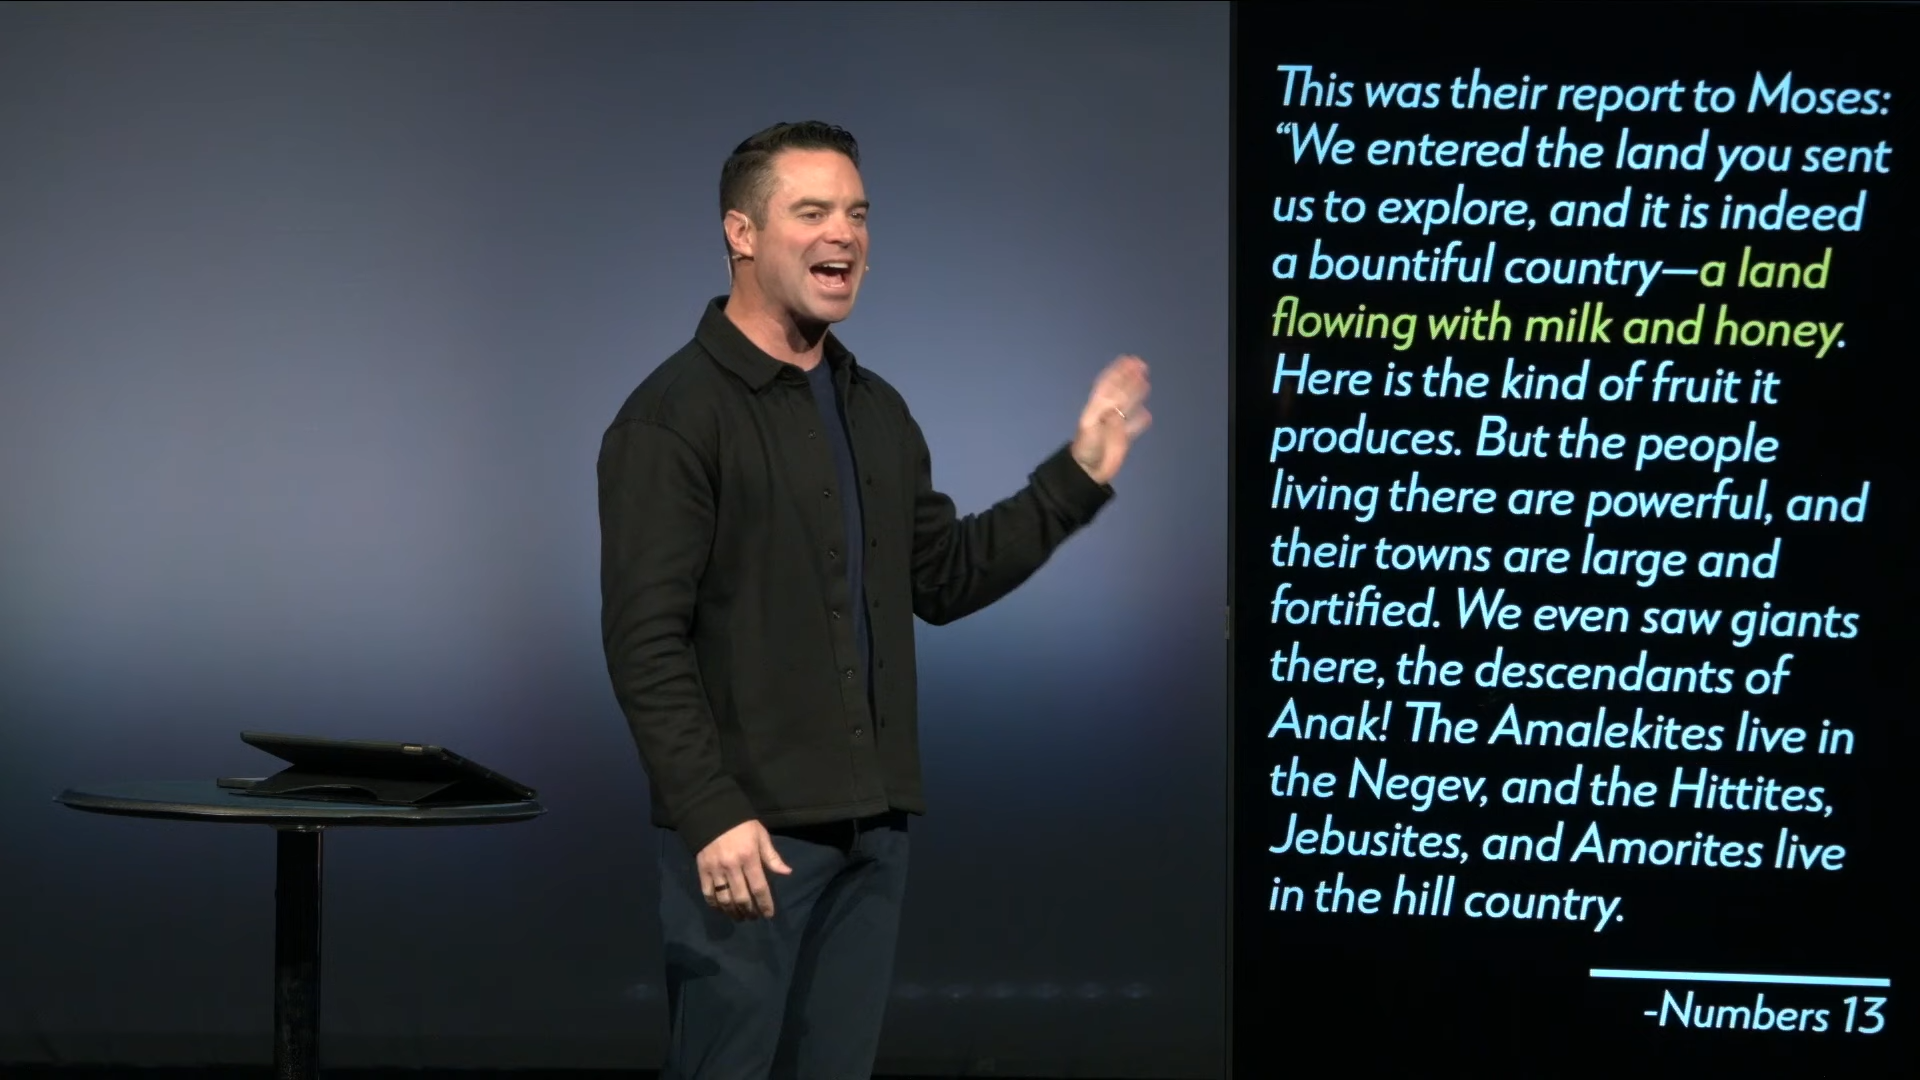 This was their report to Moses:
“We entered the land you sent
us to explore, and it is indeed
a bountiful country—a land
flowing with milk and honey.
Here is the kind of fruit it
produces. But the people
living there are powerful, and
their towns are large and
fortified. We even saw giants
there, the descendants of
Anak! The Amalekites live in
the Negev, and the Hittites,
Jebusites, and Amorites live
in the hill country.
-Numbers 13